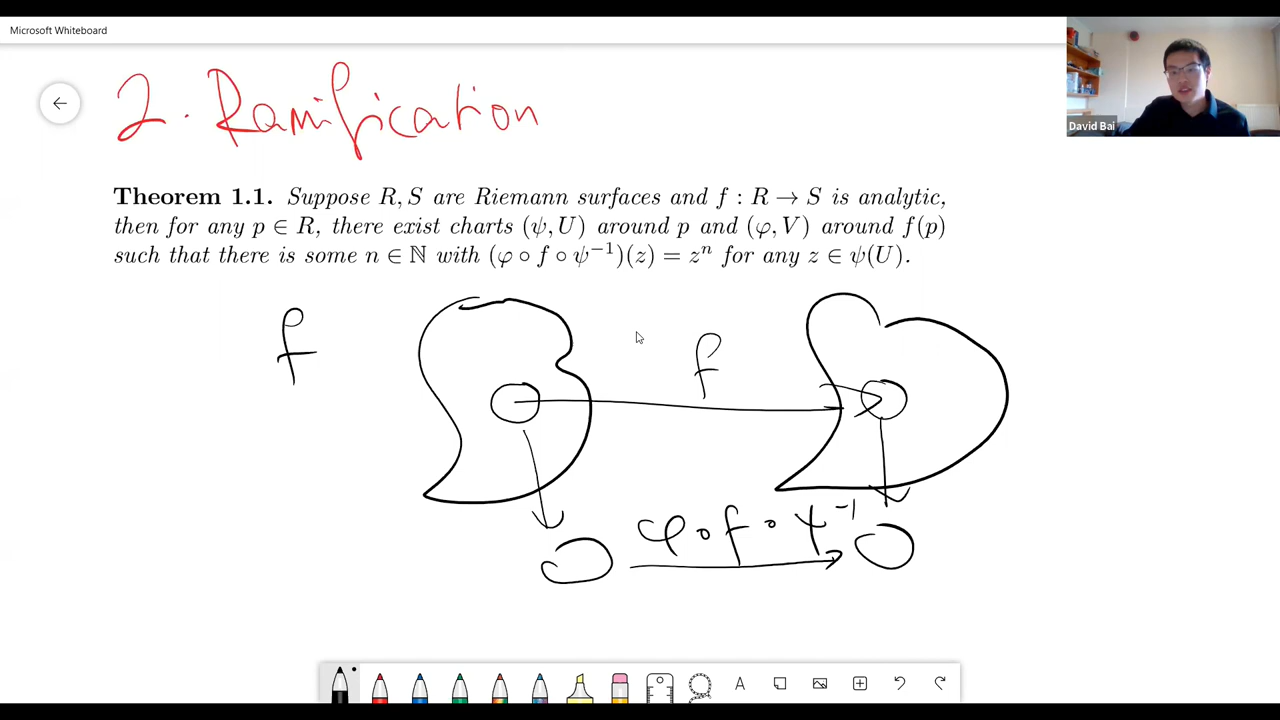 Microsoft Whiteboard
David Bai
2. Ramification
Theorem 1.1. Suppose R, S are Riemann surfaces and f : R → S is analytic,
then for any p ∈ R, there exist charts (ψ, U) around p and (φ, V) around f(p)
such that there is some n ∈ ℕ with (φ ∘ f ∘ ψ⁻¹)(z) = zⁿ for any z ∈ ψ(U).
f
f
φ ∘ f ∘ ψ⁻¹
A